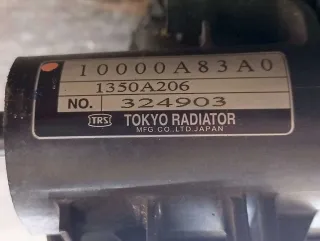 10000A83A0
1350A206
NO. 324903
TRS TOKYO RADIATOR
MFG.CO.,LTD.JAPAN